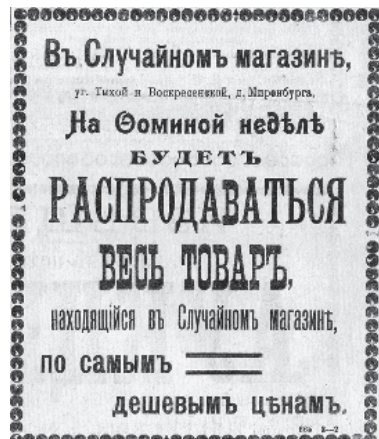 Въ Случайномъ магазинѣ,
уг. Тихой и Воскресенской, д. Миренбурга,
На Ѳоминой недѣлѣ
БУДЕТЪ
РАСПРОДАВАТЬСЯ
ВЕСЬ ТОВАРЪ,
находящійся въ Случайномъ магазинѣ,
по самымъ
дешевымъ цѣнамъ.